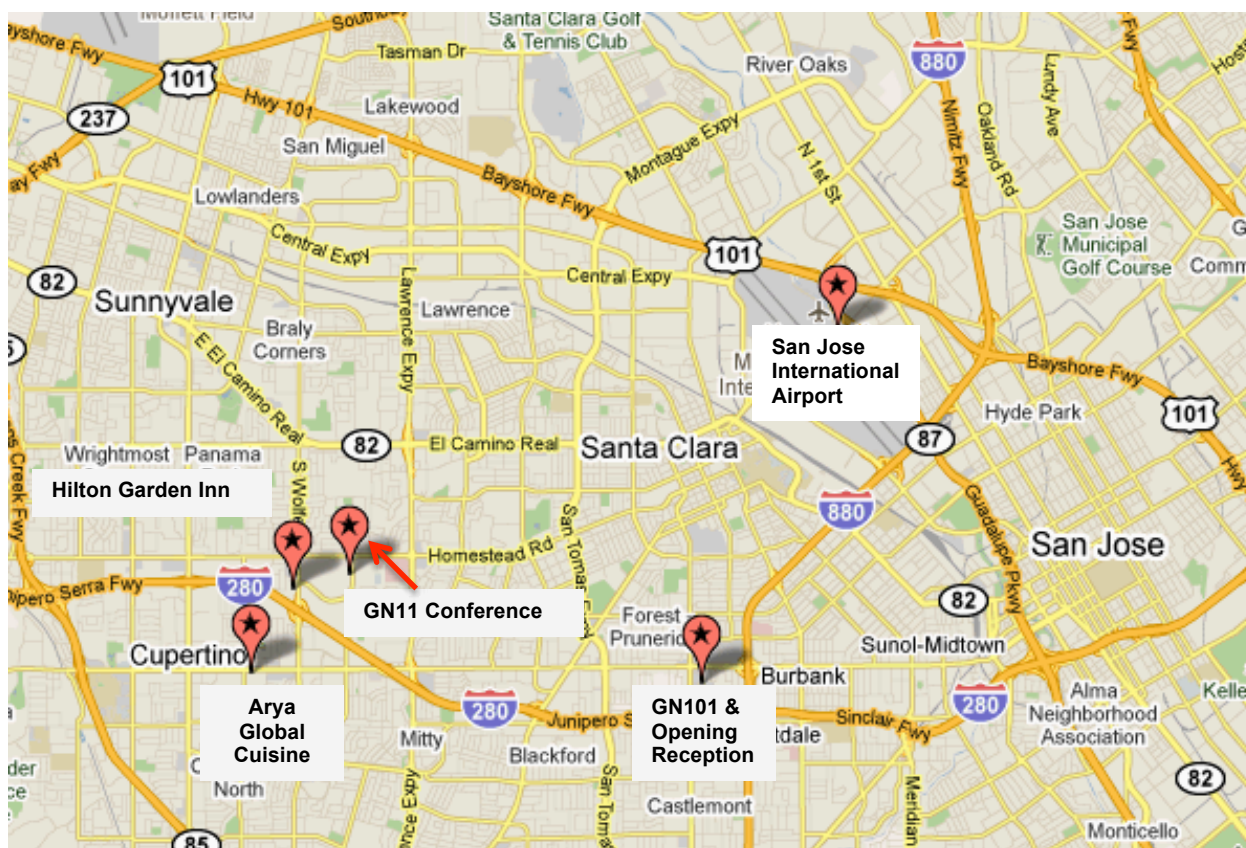 Moffett Field
Southbay
Santa Clara Golf
& Tennis Club
Tasman Dr
River Oaks
880
Fwy
Bayshore Fwy
101
Hwy 101
Lakewood
237
San Miguel
Montague Expy
N 1st St
Nimitz Fwy
Oakland Rd
Lundy Ave
Bayshore Fwy
Lowlanders
San Jose
Municipal
Golf Course
Central Expy
101
Central Expy
82
Sunnyvale
Lawrence Expy
Lawrence
Braly
Corners
San Jose
International
Airport
Bayshore Fwy
E El Camino Real
Hyde Park
101
Hwy
82
El Camino Real
Santa Clara
87
Wrightmost
Panama
S Wolfe
Hilton Garden Inn
880
Guadalupe Pkwy
San Tomas
Homestead Rd
San Jose
280
GN11 Conference
82
Forest
Sunol-Midtown
Cupertino
Burbank
Arya
Global
Cuisine
280
GN101 &
Opening
Reception
280
Sinclair Fwy
Alma
Neighborhood
Association
Mitty
Blackford
North
82
Castlemont
Meridian
Monticello
85